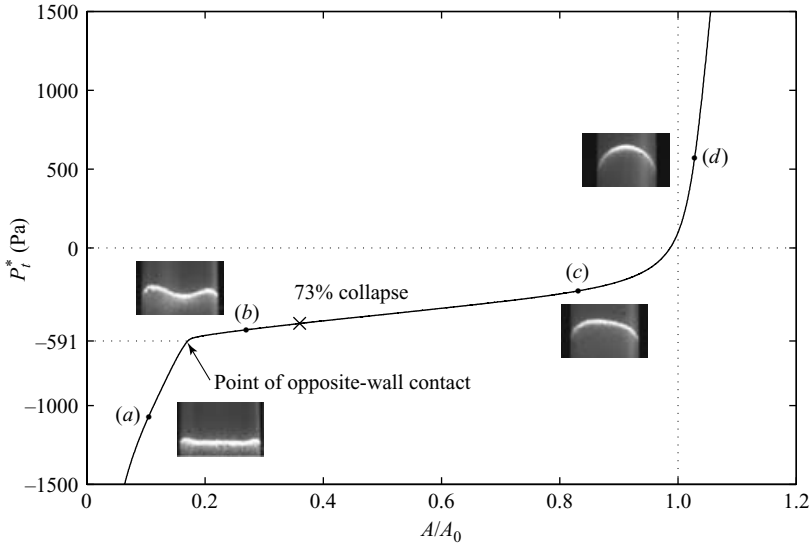 1500
1000
500
(d)
P*t (Pa)
0
(c)
73% collapse
(b)
–591
Point of opposite-wall contact
–1000
(a)
–1500
0 0.2 0.4 0.6 0.8 1.0 1.2
A/A0